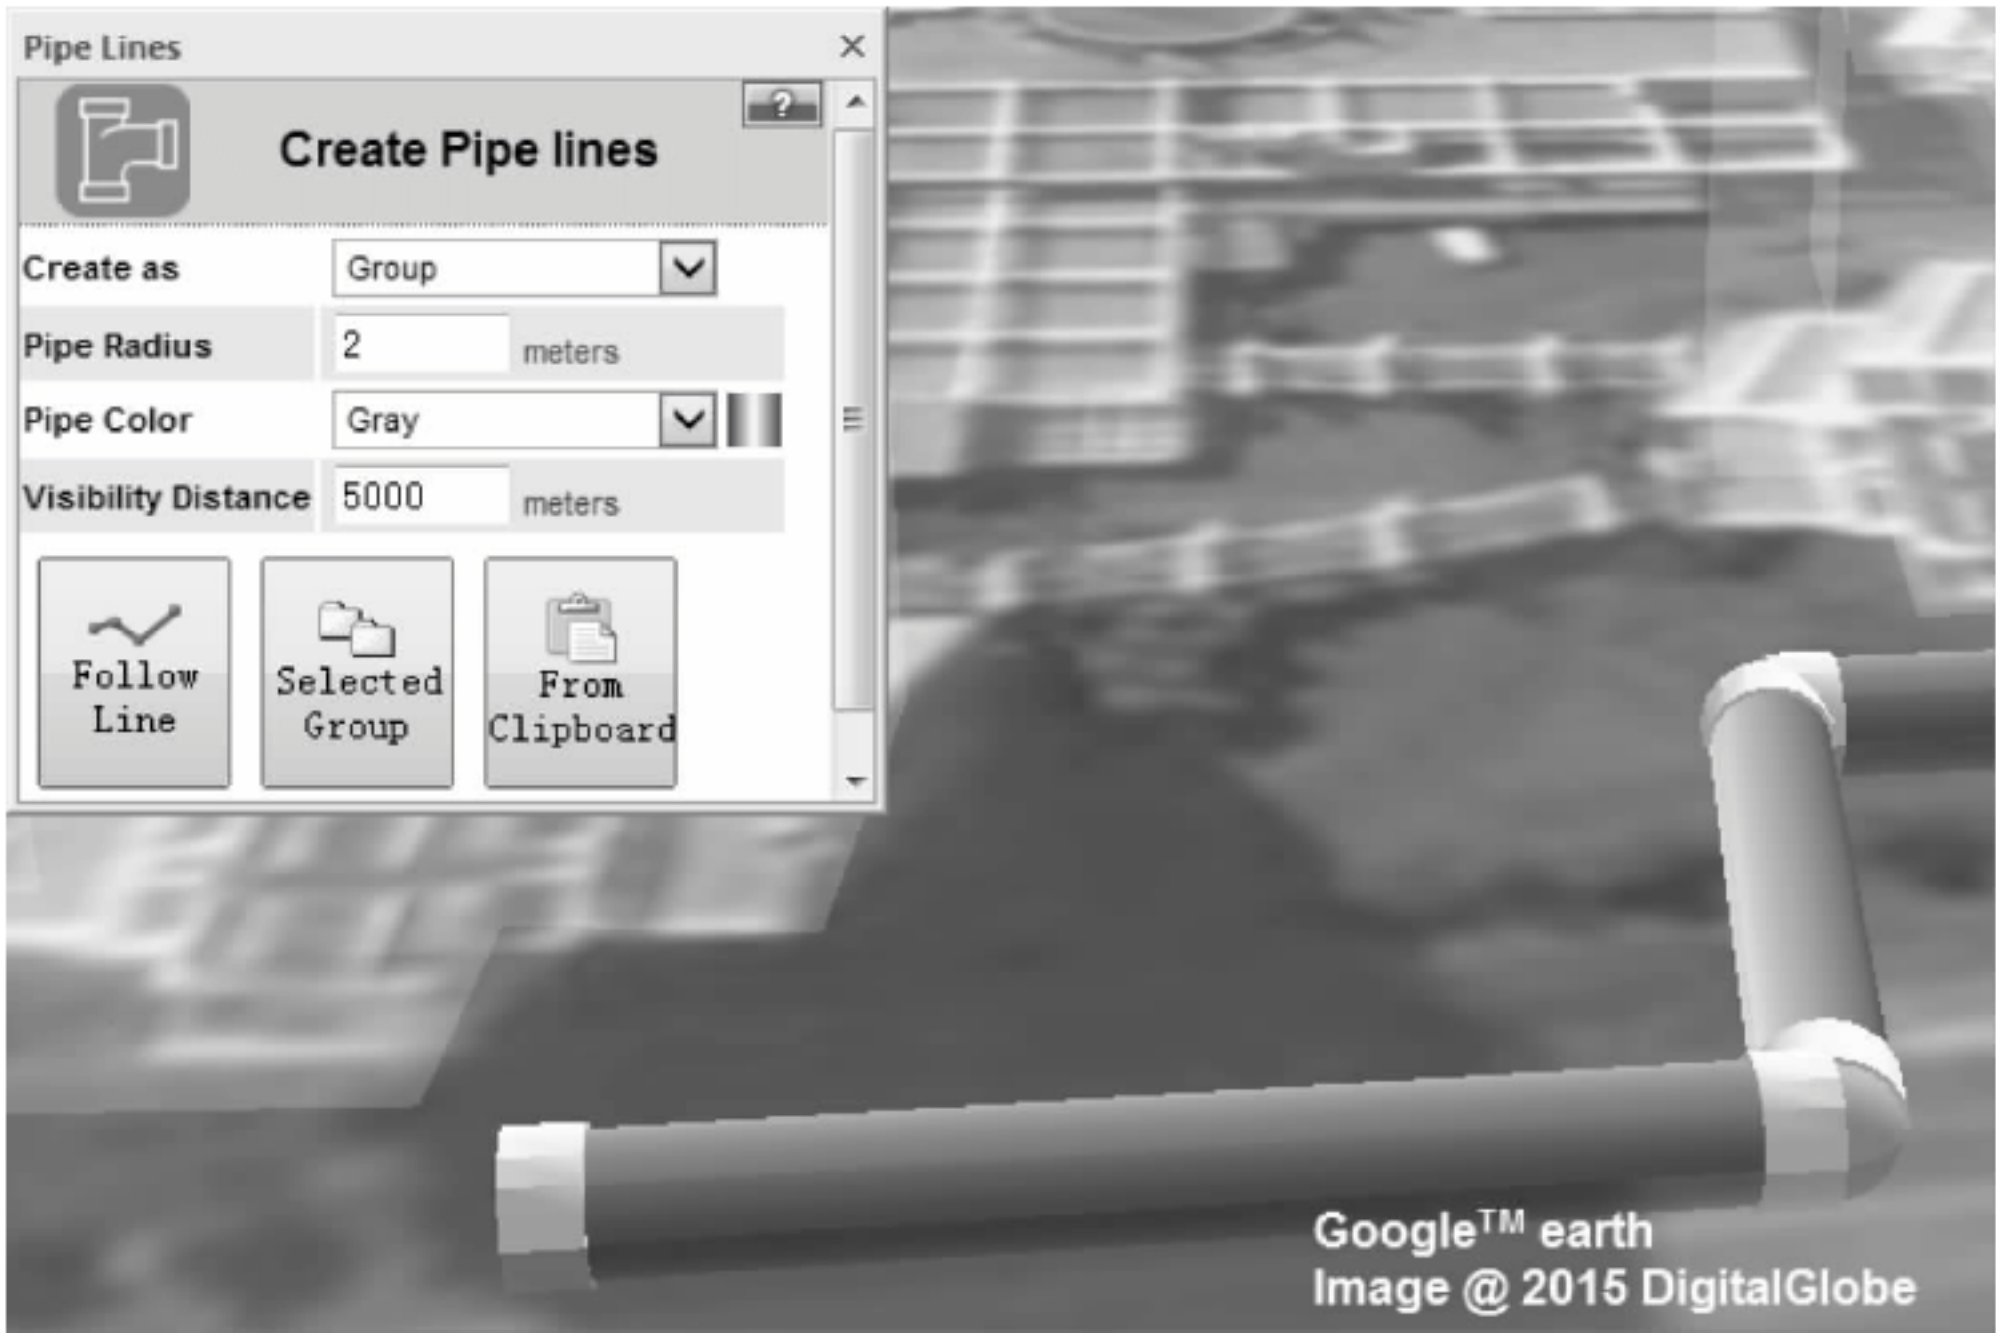 Pipe Lines
?
Create Pipe lines
Create as
Group
Pipe Radius
2
meters
Pipe Color
Gray
Visibility Distance
5000
meters
Follow
Line
Selected
Group
From
Clipboard
Google™ earth
Image @ 2015 DigitalGlobe